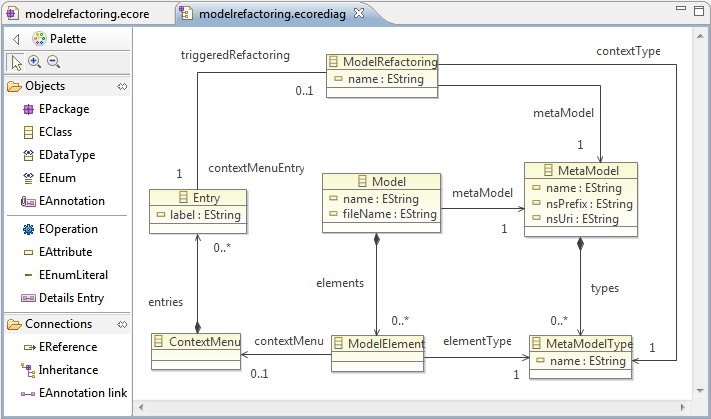 modelrefactoring.ecore
modelrefactoring.ecorediag
Palette
Objects
EPackage
EClass
EDataType
EEnum
EAnnotation
EOperation
EAttribute
EEnumLiteral
Details Entry
Connections
EReference
Inheritance
EAnnotation link
triggeredRefactoring
ModelRefactoring
name : EString
contextType
0..1
metaModel
1
1
contextMenuEntry
Entry
label : EString
Model
name : EString
fileName : EString
metaModel
1
MetaModel
name : EString
nsPrefix : EString
nsUri : EString
0..*
entries
elements
types
0..*
0..*
ContextMenu
contextMenu
0..1
ModelElement
elementType
1
MetaModelType
name : EString
1